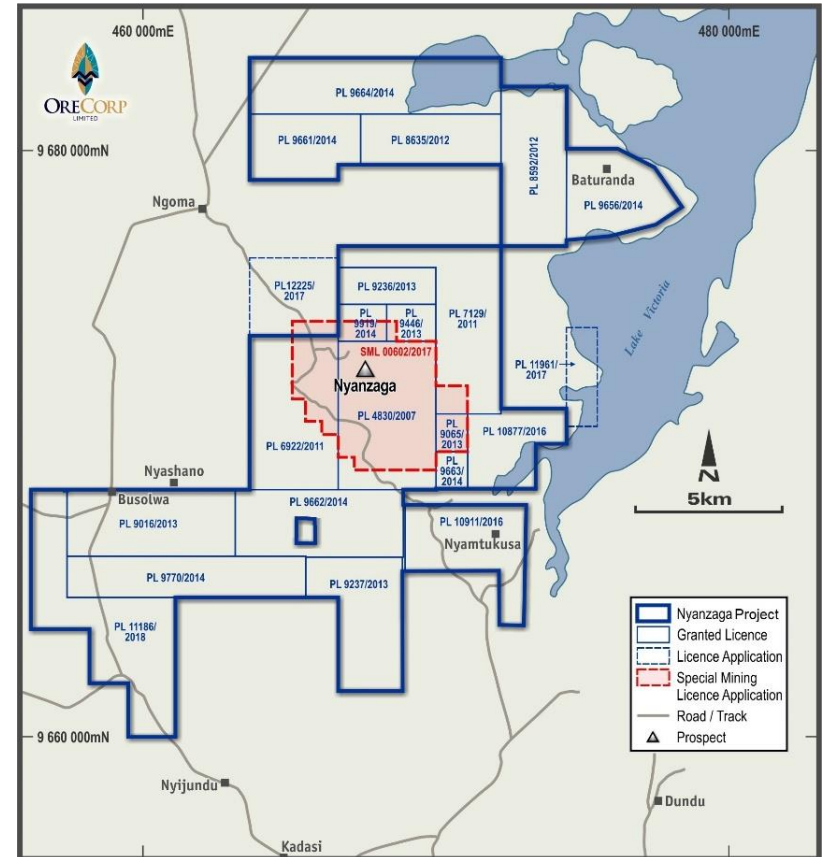 460 000mE
480 000mE
ORECORP
LIMITED
PL 9664/2014
9 680 000mN
PL 9661/2014
PL 8635/2012
PL 8592/2012
Baturanda
PL 9656/2014
Ngoma
PL12225/
2017
PL 9236/2013
PL
9919/
2014
PL
9446/
2013
PL 7129/
2011
SML 00602/2017
Nyanzaga
PL 11961/
2017
Lake Victoria
PL 4830/2007
PL 6922/2011
PL
9065/
2013
PL 10877/2016
PL
9663/
2014
N
5km
Nyashano
Busolwa
PL 9662/2014
PL 9016/2013
PL 10911/2016
Nyamtukusa
PL 9770/2014
PL 9237/2013
PL 11186/
2018
Nyanzaga Project
Granted Licence
Licence Application
Special Mining
Licence Application
Road / Track
Prospect
9 660 000mN
Nyijundu
Dundu
Kadasi